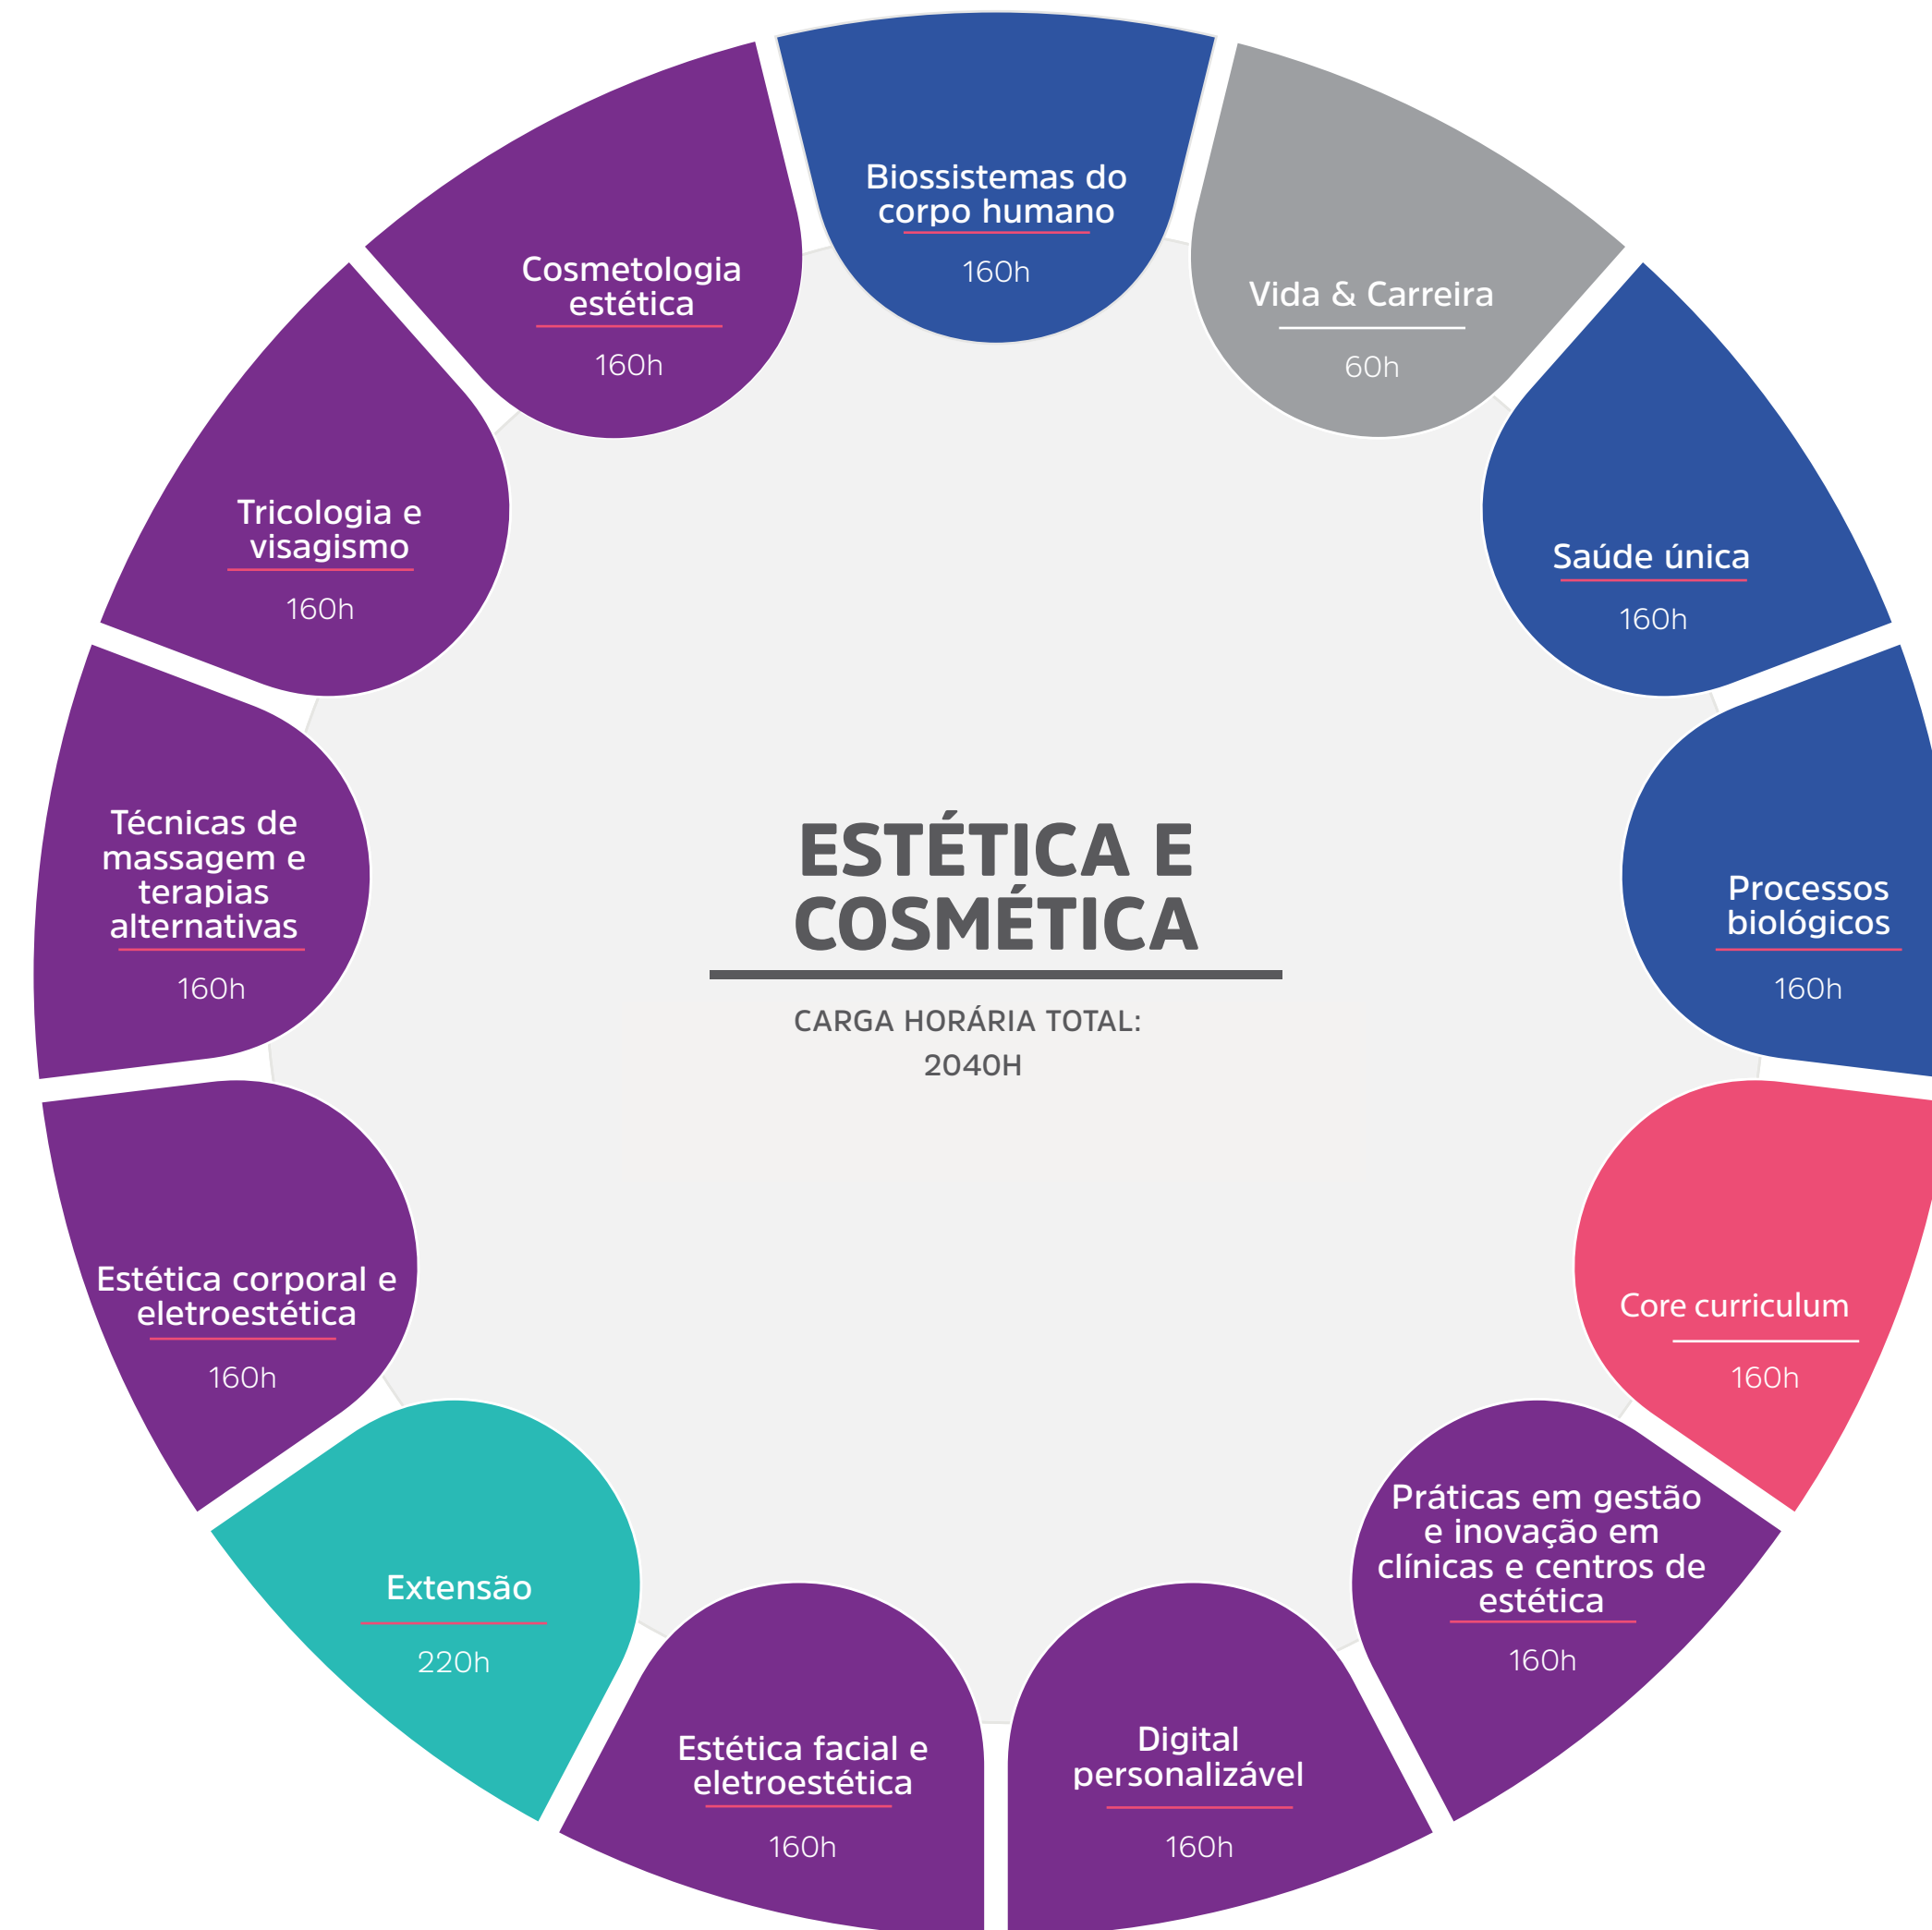 Biossistemas do
corpo humano
160h
Vida & Carreira
60h
Saúde única
160h
Processos
biológicos
160h
Core curriculum
160h
Práticas em gestão
e inovação em
clínicas e centros de
estética
160h
Digital
personalizável
160h
Estética facial e
eletroestética
160h
Extensão
220h
Estética corporal e
eletroestética
160h
Técnicas de
massagem e
terapias
alternativas
160h
Tricologia e
visagismo
160h
Cosmetologia
estética
160h
ESTÉTICA E
COSMÉTICA
CARGA HORÁRIA TOTAL:
2040H